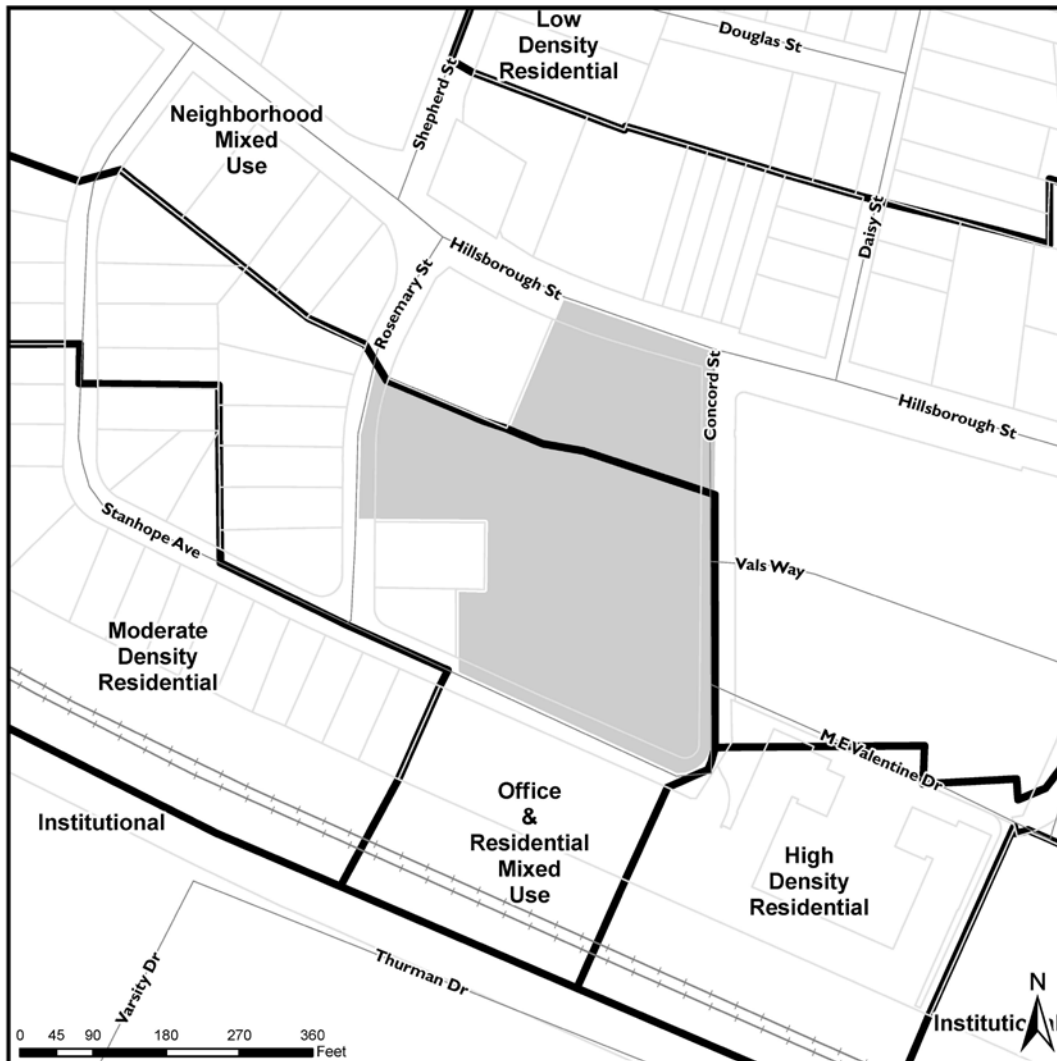 Low
Density
Residential
Douglas St
Shepherd St
Neighborhood
Mixed
Use
Daisy St
Hillsborough St
Rosemary St
Concord St
Hillsborough St
Stanhope Ave
Vals Way
Moderate
Density
Residential
M E Valentine Dr
Institutional
Office
&
Residential
Mixed
Use
High
Density
Residential
Varsity Dr
Thurman Dr
N
Institutional
0 45 90 180 270 360
Feet